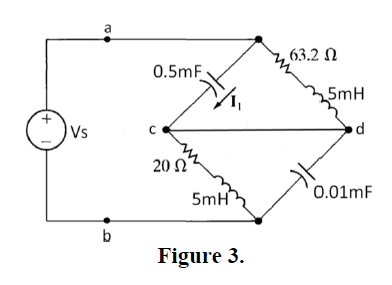 a
63.2 Ω
0.5mF
5mH
I₁
+
Vs
c
d
20 Ω
5mH
0.01mF
b
Figure 3.